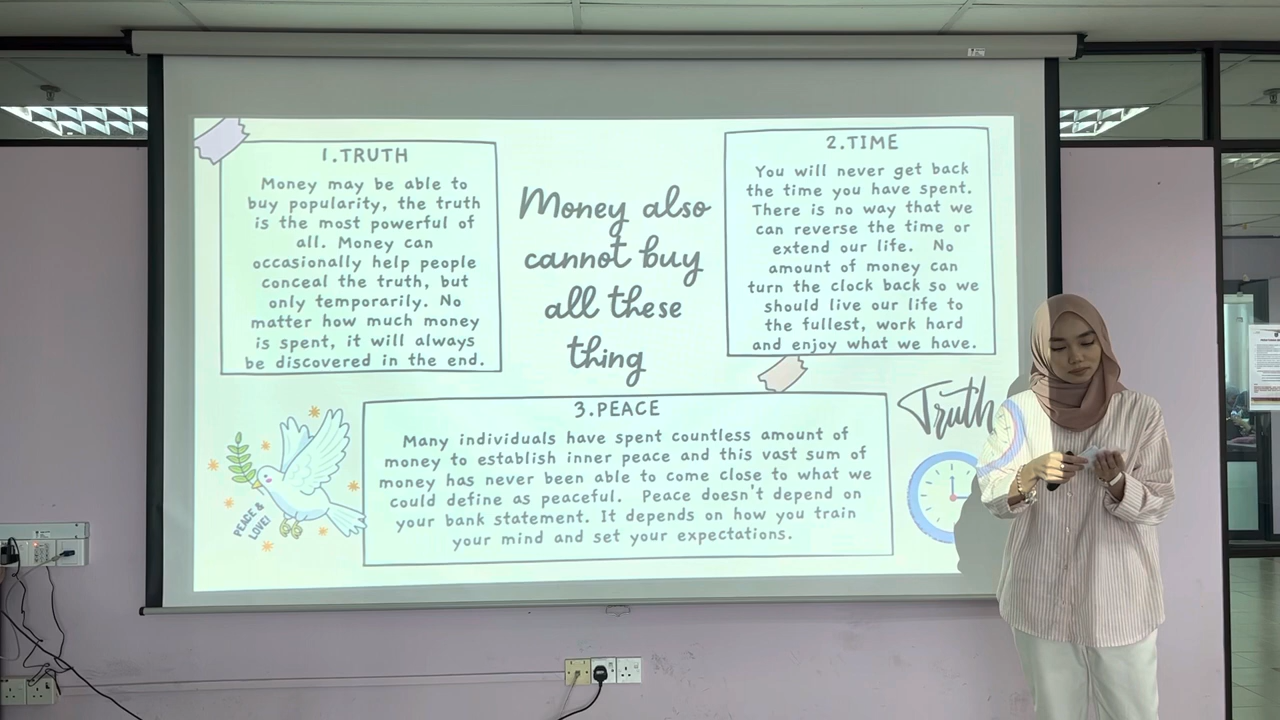 1.TRUTH
Money may be able to
buy popularity, the truth
is the most powerful of
all. Money can
occasionally help people
conceal the truth, but
only temporarily. No
matter how much money
is spent, it will always
be discovered in the end.
Money also
cannot buy
all these
thing
2.TIME
You will never get back
the time you have spent.
There is no way that we
can reverse the time or
extend our life. No
amount of money can
turn the clock back so we
should live our life to
the fullest, work hard
and enjoy what we have.
3.PEACE
Many individuals have spent countless amount of
money to establish inner peace and this vast sum of
money has never been able to come close to what we
could define as peaceful. Peace doesn't depend on
your bank statement. It depends on how you train
your mind and set your expectations.
PEACE &
LOVE!
Truth